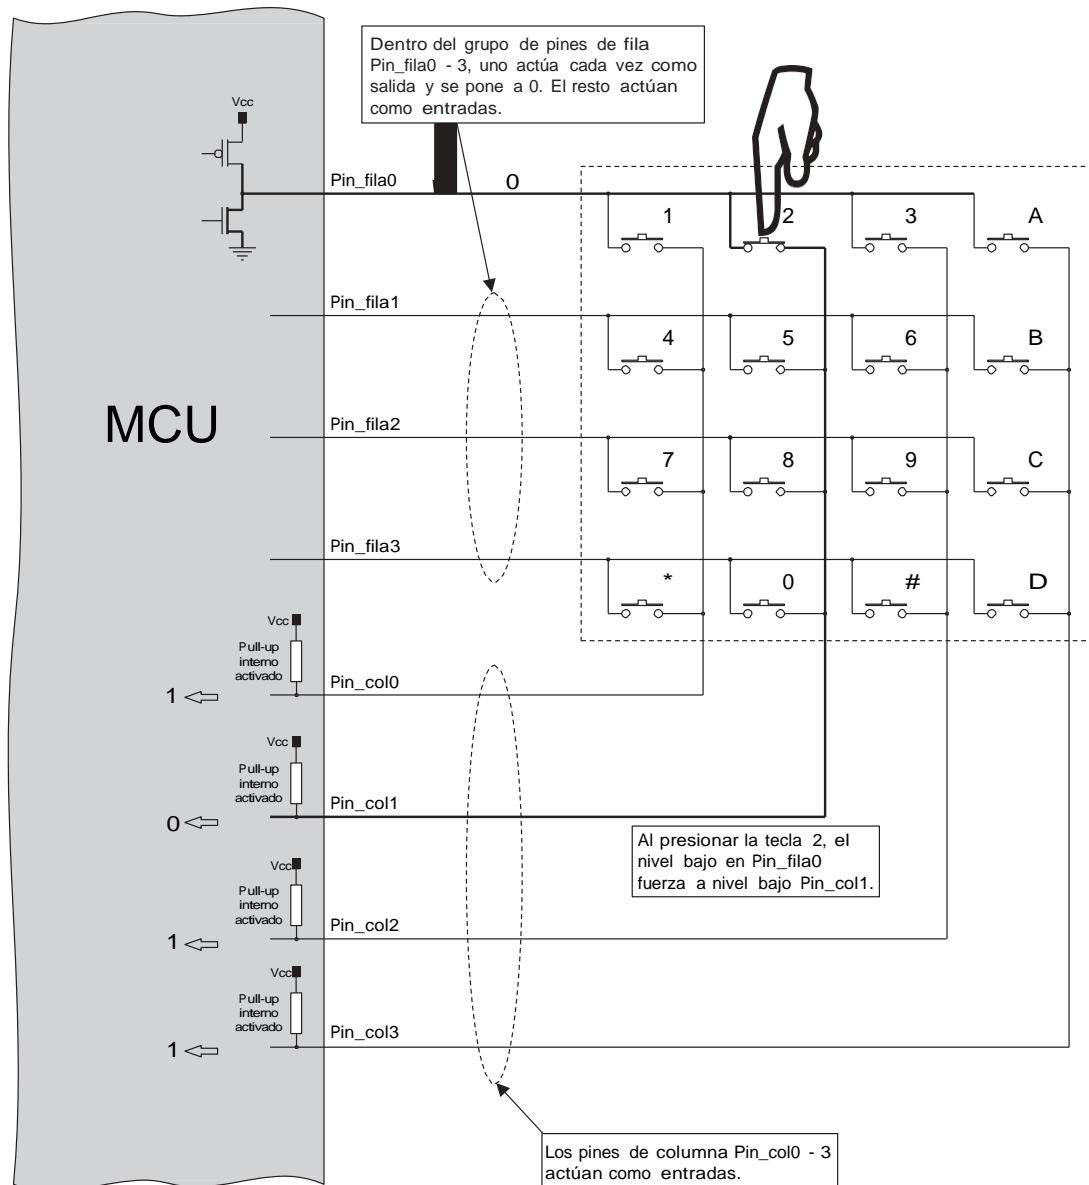 Dentro del grupo de pines de fila
Pin_fila0 - 3, uno actúa cada vez como
salida y se pone a 0. El resto actúan
como entradas.
Vcc
Pin_fila0
0
1
2
3
A
Pin_fila1
4
5
6
B
MCU
Pin_fila2
7
8
9
C
Pin_fila3
*
0
#
D
Vcc
Pull-up
interno
activado
Pin_col0
1
Vcc
Pull-up
interno
activado
Pin_col1
0
Al presionar la tecla 2, el
nivel bajo en Pin_fila0
fuerza a nivel bajo Pin_col1.
Vcc
Pull-up
interno
activado
Pin_col2
1
Vcc
Pull-up
interno
activado
Pin_col3
1
Los pines de columna Pin_col0 - 3
actúan como entradas.